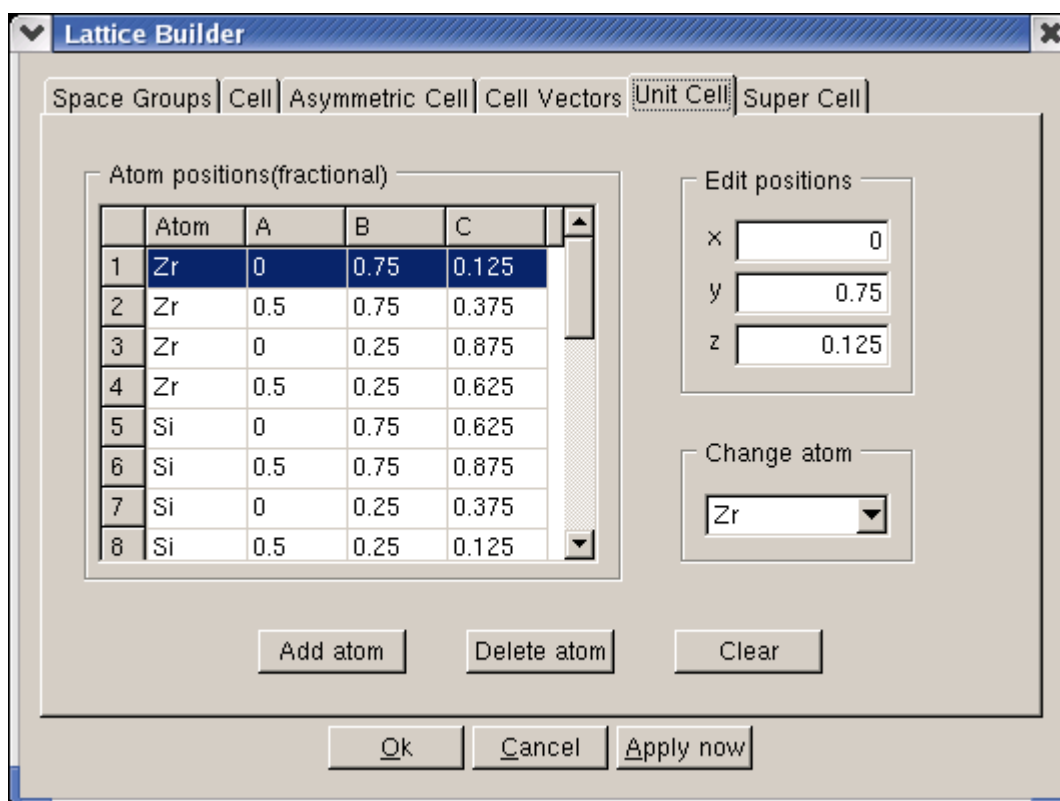 Lattice Builder
Space Groups Cell Asymmetric Cell Cell Vectors Unit Cell Super Cell
Atom positions(fractional)
Atom A B C
1 Zr 0 0.75 0.125
2 Zr 0.5 0.75 0.375
3 Zr 0 0.25 0.875
4 Zr 0.5 0.25 0.625
5 Si 0 0.75 0.625
6 Si 0.5 0.75 0.875
7 Si 0 0.25 0.375
8 Si 0.5 0.25 0.125
Edit positions
x 0
y 0.75
z 0.125
Change atom
Zr
Add atom Delete atom Clear
Ok Cancel Apply now